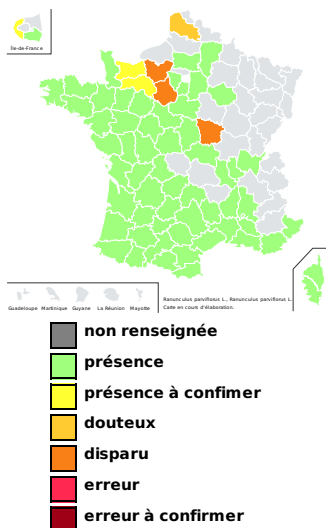 Île-de-France
Guadeloupe Martinique Guyane La Réunion Mayotte
Ranunculus parviflorus L., Ranunculus parviflorus L.
Carte en cours d'élaboration.
non renseignée
présence
présence à confimer
douteux
disparu
erreur
erreur à confirmer